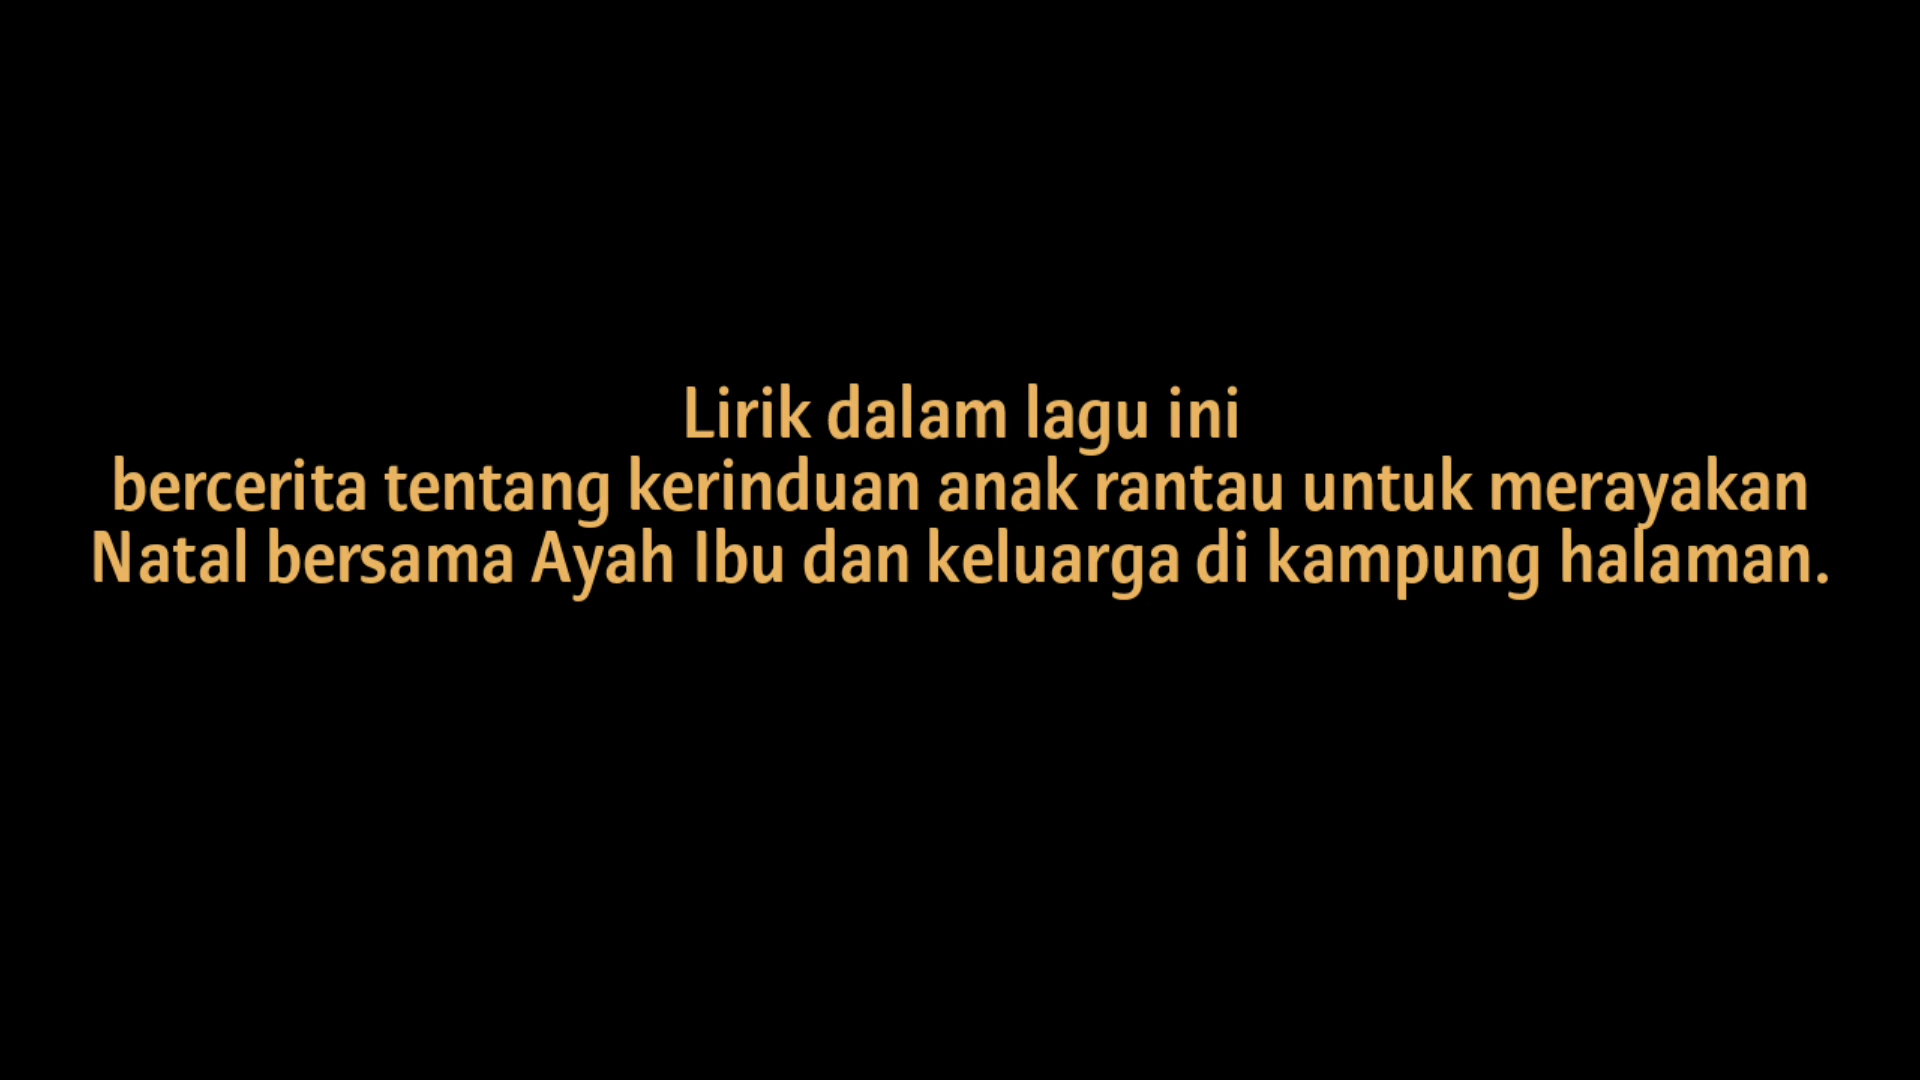 Lirik dalam lagu ini
bercerita tentang kerinduan anak rantau untuk merayakan
Natal bersama Ayah Ibu dan keluarga di kampung halaman.